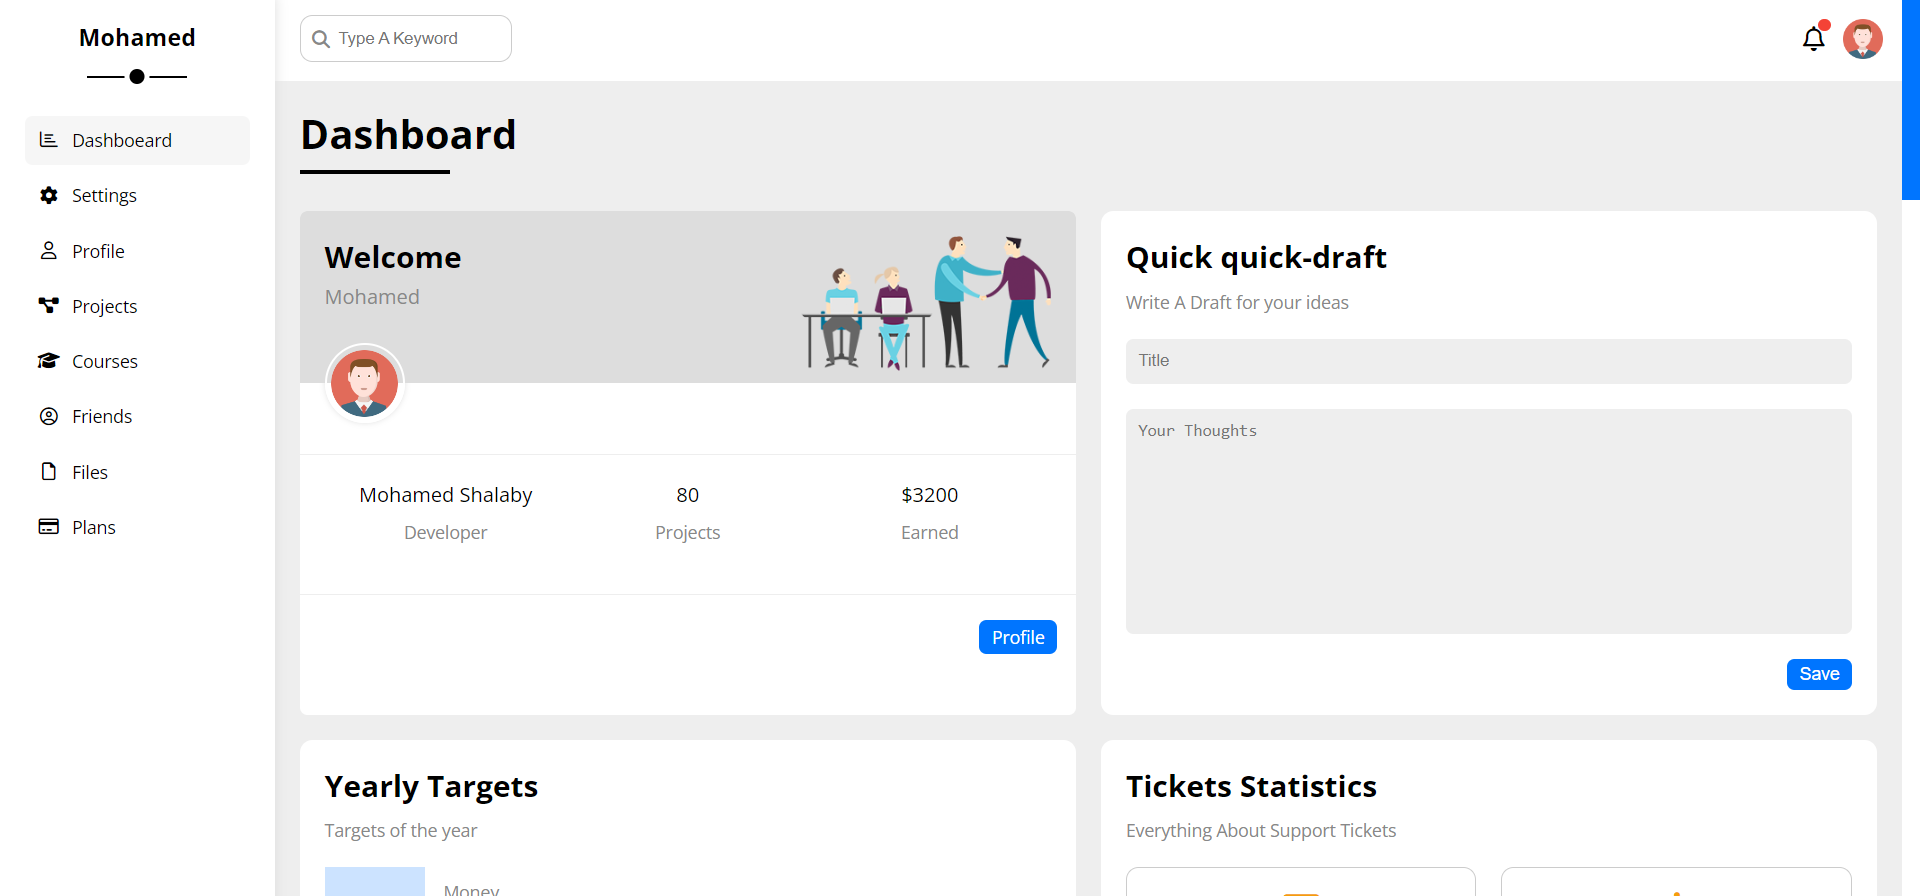 Mohamed
Dashboeard
Settings
Profile
Projects
Courses
Friends
Files
Plans
Type A Keyword
Dashboard
Welcome
Mohamed
Mohamed Shalaby
80
$3200
Developer
Projects
Earned
Profile
Quick quick-draft
Write A Draft for your ideas
Title
Your Thoughts
Save
Yearly Targets
Targets of the year
Money
Tickets Statistics
Everything About Support Tickets